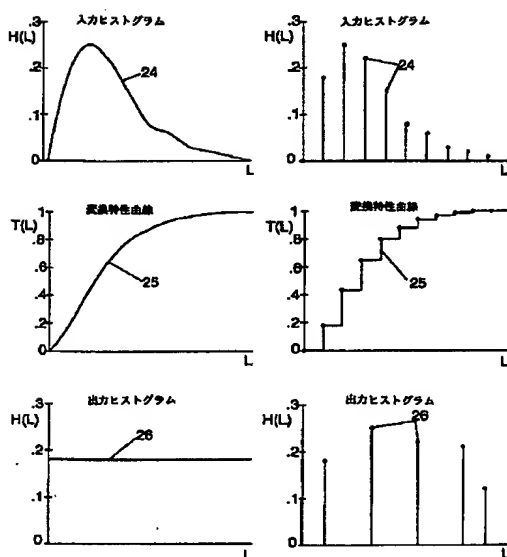 入力ヒストグラム
H(L)
.3
.2
.1
0
24
L
入力ヒストグラム
H(L)
.3
.2
.1
0
24
L
変換特性曲線
T(L)
1
.8
.6
.4
.2
0
25
L
変換特性曲線
T(L)
1
.8
.6
.4
.2
0
25
L
出力ヒストグラム
H(L)
.3
.2
.1
0
26
L
出力ヒストグラム
H(L)
.3
.2
.1
0
26
L